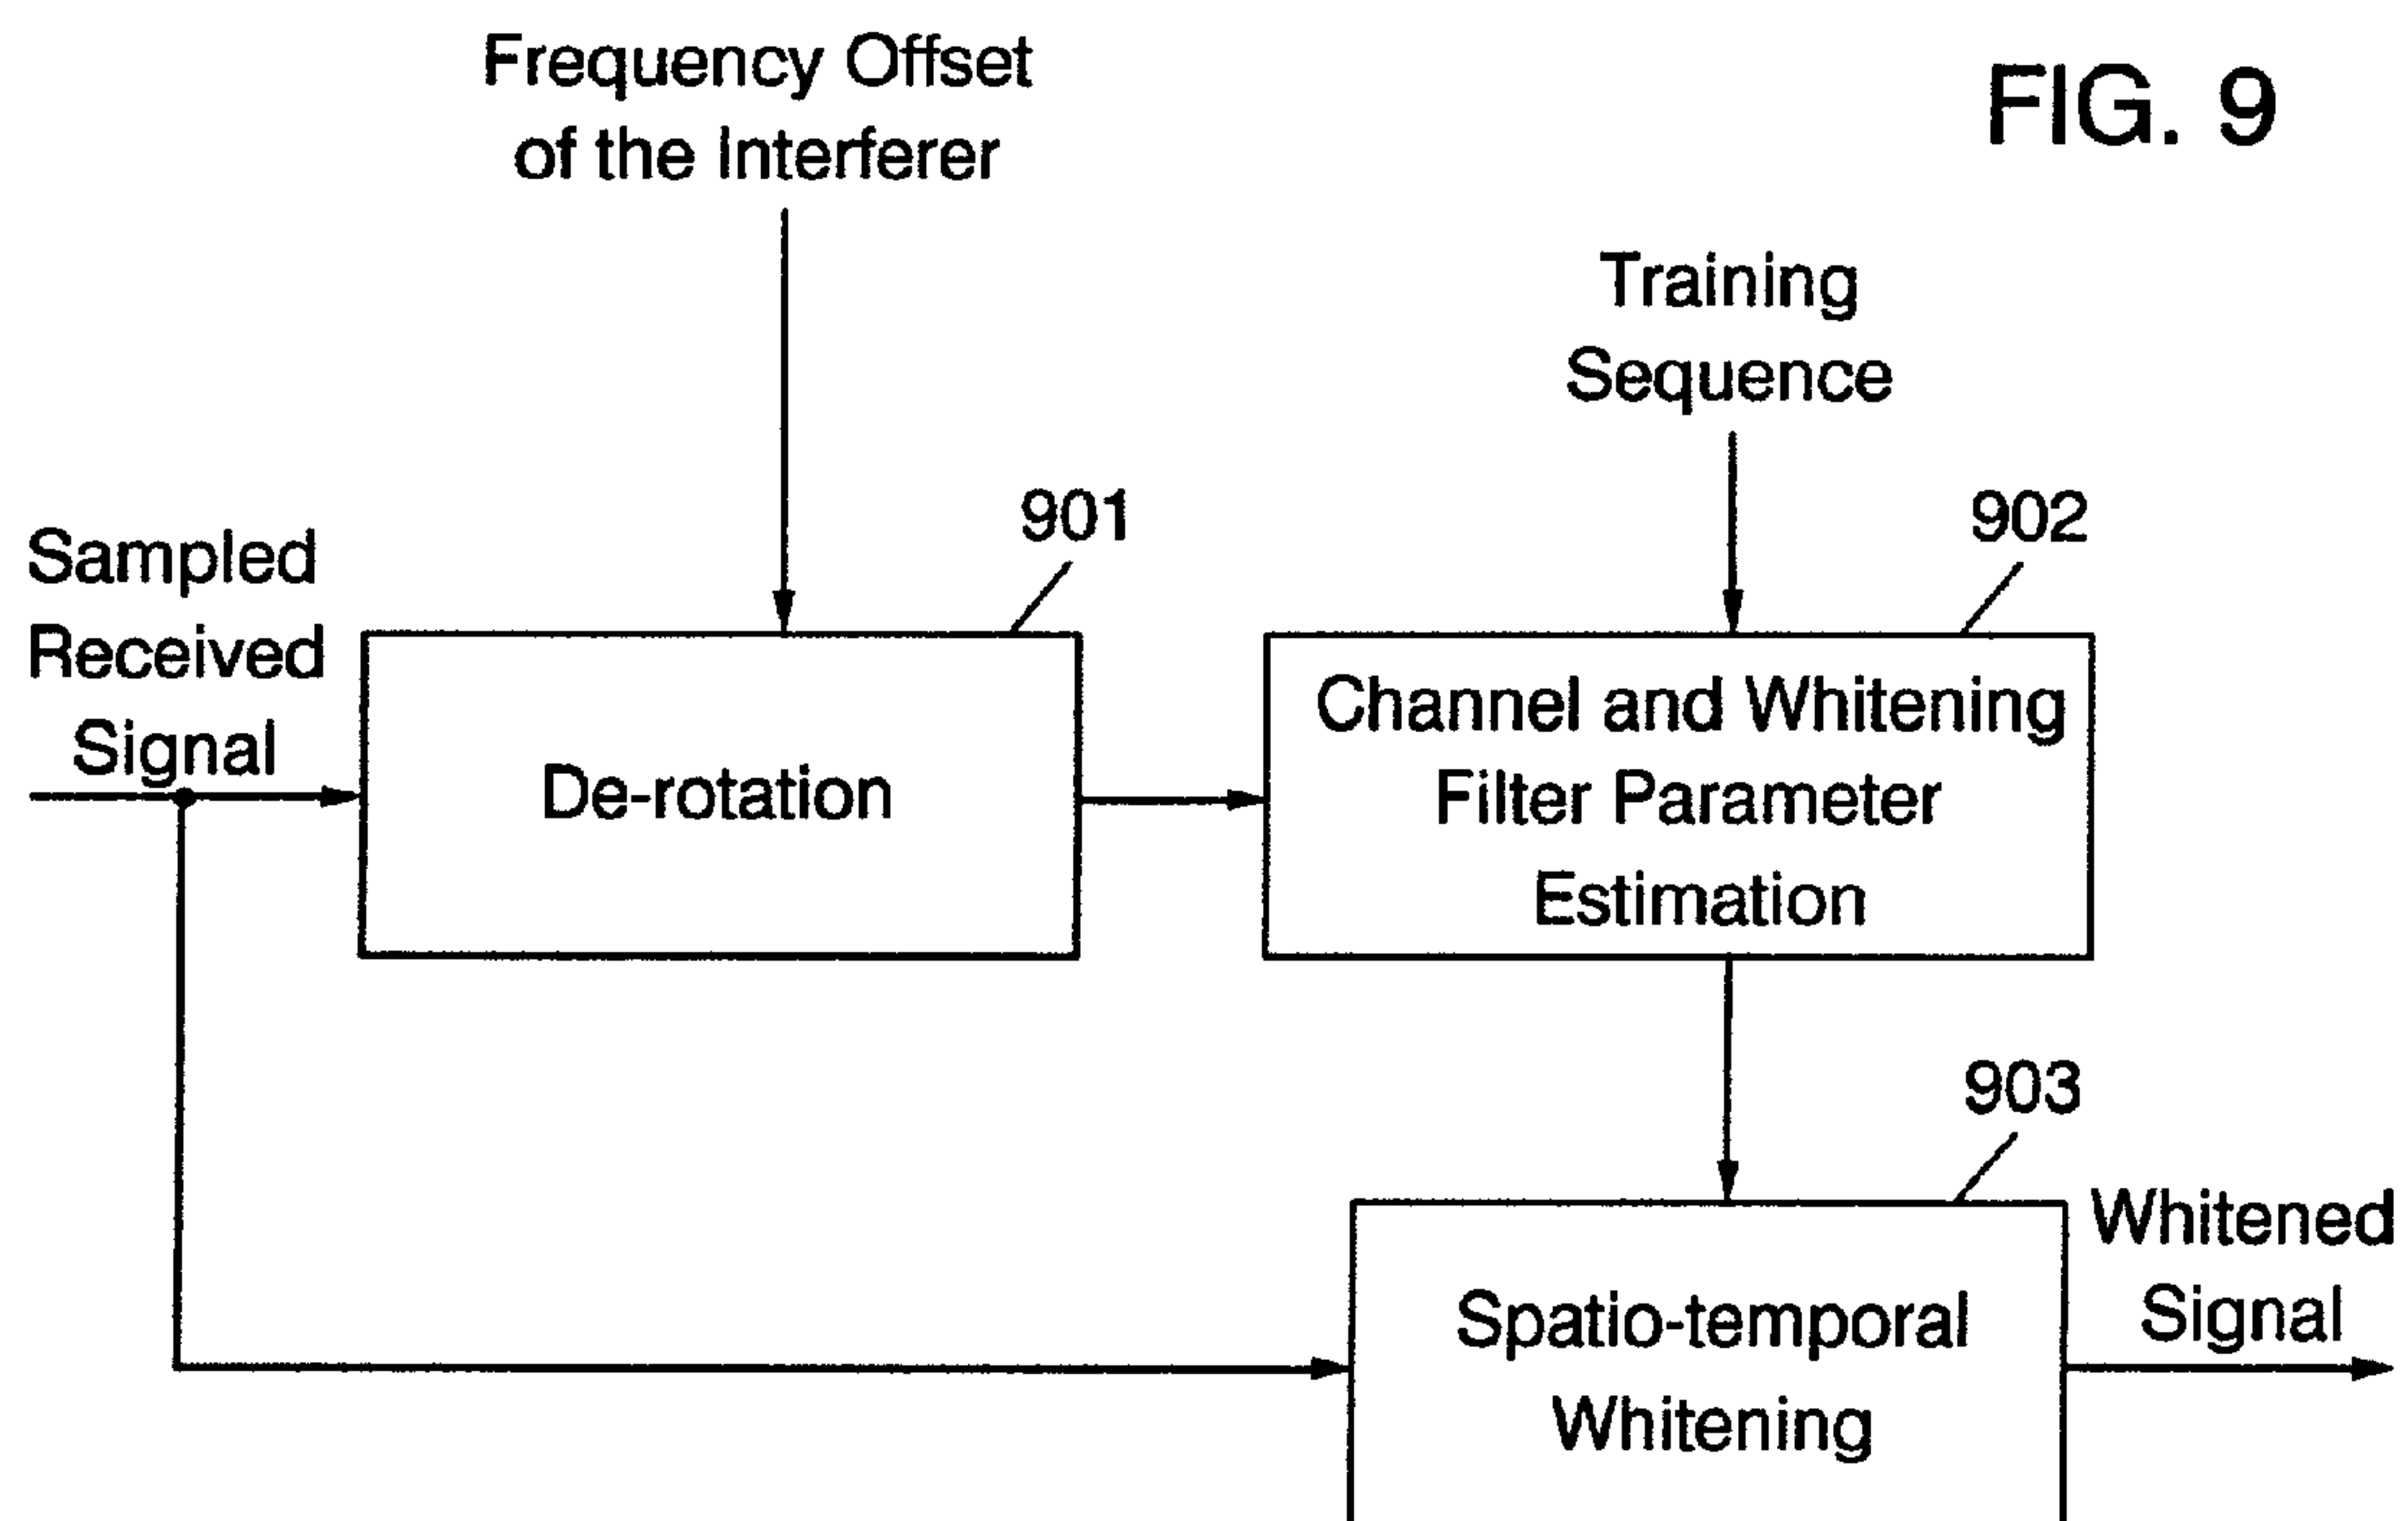 Frequency Offset
of the Interferer
FIG. 9
Training
Sequence
901
902
Sampled
Received
Signal
De-rotation
Channel and Whitening
Filter Parameter
Estimation
903
Whitened
Signal
Spatio-temporal
Whitening